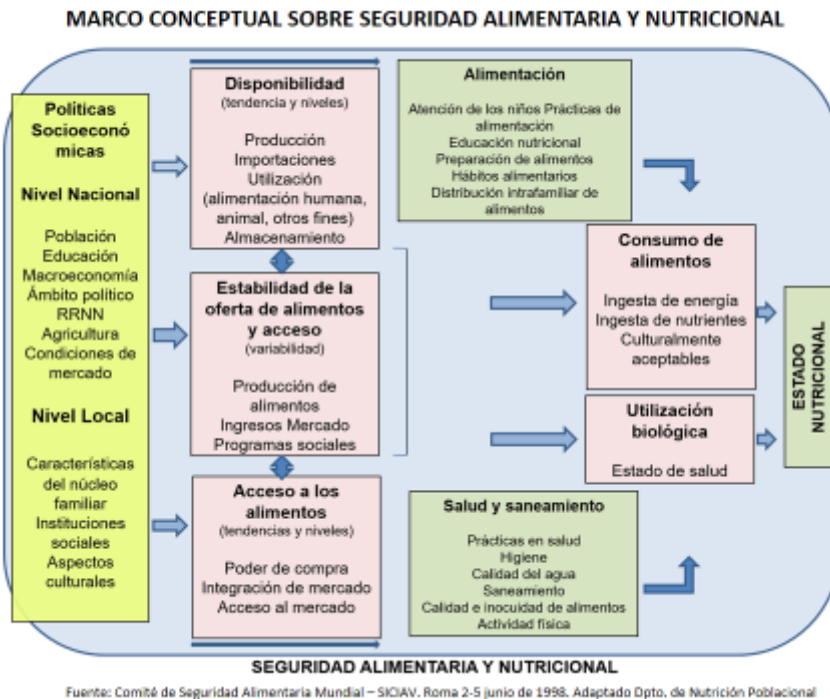 MARCO CONCEPTUAL SOBRE SEGURIDAD ALIMENTARIA Y NUTRICIONAL
Políticas
Socioeconó
micas
Nivel Nacional
Población
Educación
Macroeconomía
Ámbito político
RRNN
Agricultura
Condiciones de
mercado
Nivel Local
Características
del núcleo
familiar
Instituciones
sociales
Aspectos
culturales
Disponibilidad
(tendencia y niveles)
Producción
Importaciones
Utilización
(alimentación humana,
animal, otros fines)
Almacenamiento
Estabilidad de la
oferta de alimentos
y acceso
(variabilidad)
Producción de
alimentos
Ingresos Mercado
Programas sociales
Acceso a los
alimentos
(tendencias y niveles)
Poder de compra
Integración de mercado
Acceso al mercado
Alimentación
Atención de los niños Prácticas de
alimentación
Educación nutricional
Preparación de alimentos
Hábitos alimentarios
Distribución intrafamiliar de
alimentos
Consumo de
alimentos
Ingesta de energía
Ingesta de nutrientes
Culturalmente
aceptables
Utilización
biológica
Estado de salud
Salud y saneamiento
Prácticas en salud
Higiene
Calidad del agua
Saneamiento
Calidad e inocuidad de alimentos
Actividad física
ESTADO
NUTRICIONAL
SEGURIDAD ALIMENTARIA Y NUTRICIONAL
Fuente: Comité de Seguridad Alimentaria Mundial – SICIAV. Roma 2-5 junio de 1998. Adaptado Dpto. de Nutrición Poblacional